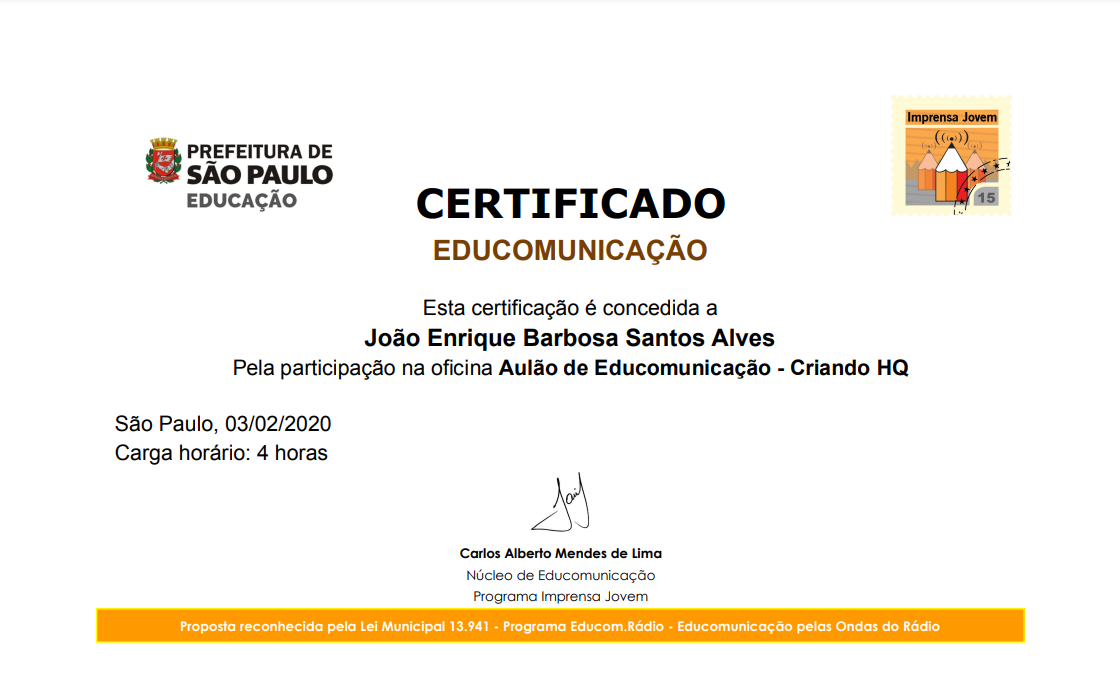 PREFEITURA DE
SÃO PAULO
EDUCAÇÃO
Imprensa Jovem
15
CERTIFICADO
EDUCOMUNICAÇÃO
Esta certificação é concedida a
João Enrique Barbosa Santos Alves
Pela participação na oficina Aulão de Educomunicação - Criando HQ
São Paulo, 03/02/2020
Carga horário: 4 horas
Carlos Alberto Mendes de Lima
Núcleo de Educomunicação
Programa Imprensa Jovem
Proposta reconhecida pela Lei Municipal 13.941 - Programa Educom.Rádio - Educomunicação pelas Ondas do Rádio